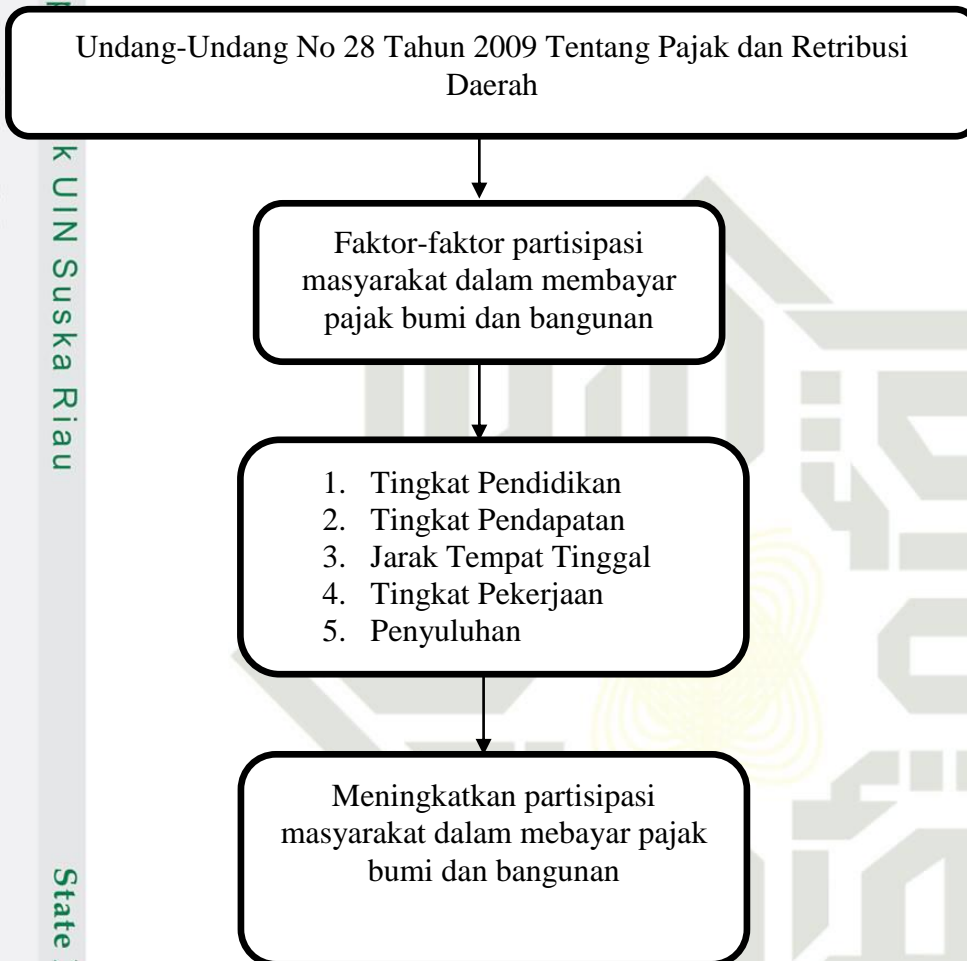 Undang-Undang No 28 Tahun 2009 Tentang Pajak dan Retribusi
Daerah
Faktor-faktor partisipasi
masyarakat dalam membayar
pajak bumi dan bangunan
1. Tingkat Pendidikan
2. Tingkat Pendapatan
3. Jarak Tempat Tinggal
4. Tingkat Pekerjaan
5. Penyuluhan
Meningkatkan partisipasi
masyarakat dalam mebayar pajak
bumi dan bangunan
k UIN Suska Riau
State